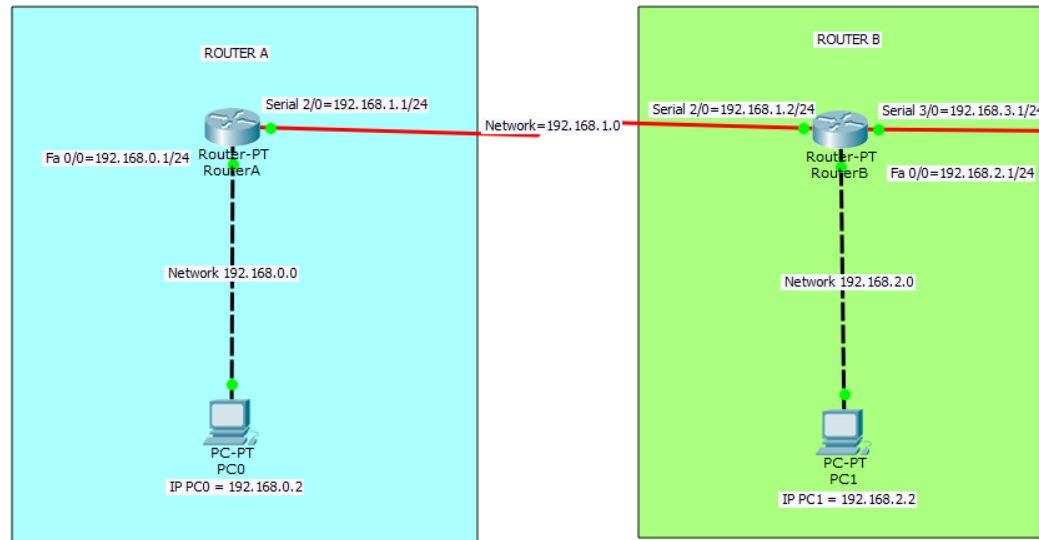 ROUTER A
Serial 2/0=192.168.1.1/24
Router-PT
RouterA
Fa 0/0=192.168.0.1/24
Network 192.168.0.0
PC-PT
PC0
IP PC0 = 192.168.0.2
Network=192.168.1.0
ROUTER B
Serial 2/0=192.168.1.2/24
Serial 3/0=192.168.3.1/24
Router-PT
RouterB
Fa 0/0=192.168.2.1/24
Network 192.168.2.0
PC-PT
PC1
IP PC1 = 192.168.2.2